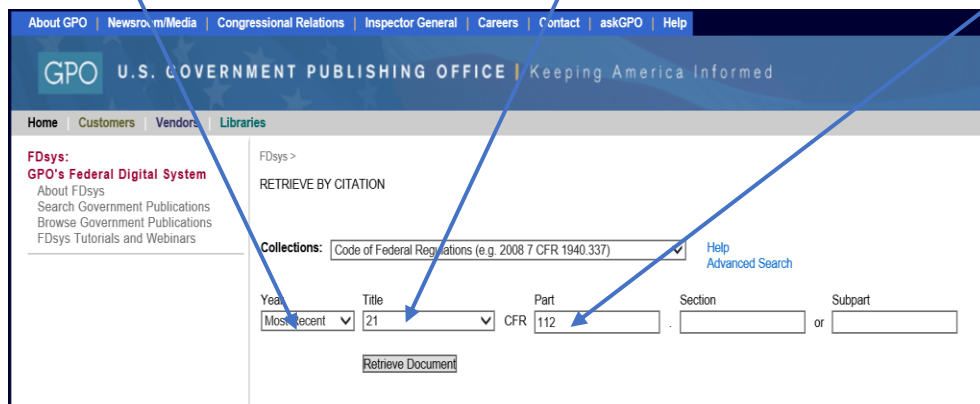 About GPO | Newsroom/Media | Congressional Relations | Inspector General | Careers | Contact | askGPO | Help
GPO U.S. GOVERNMENT PUBLISHING OFFICE | Keeping America Informed
Home | Customers | Vendors | Libraries
FDsys:
GPO's Federal Digital System
About FDsys
Search Government Publications
Browse Government Publications
FDsys Tutorials and Webinars
FDsys >
RETRIEVE BY CITATION
Collections: Code of Federal Regulations (e.g. 2008 7 CFR 1940.337) Help
Advanced Search
Year Title Part Section Subpart
Most Recent 21 CFR 112 . or
Retrieve Document